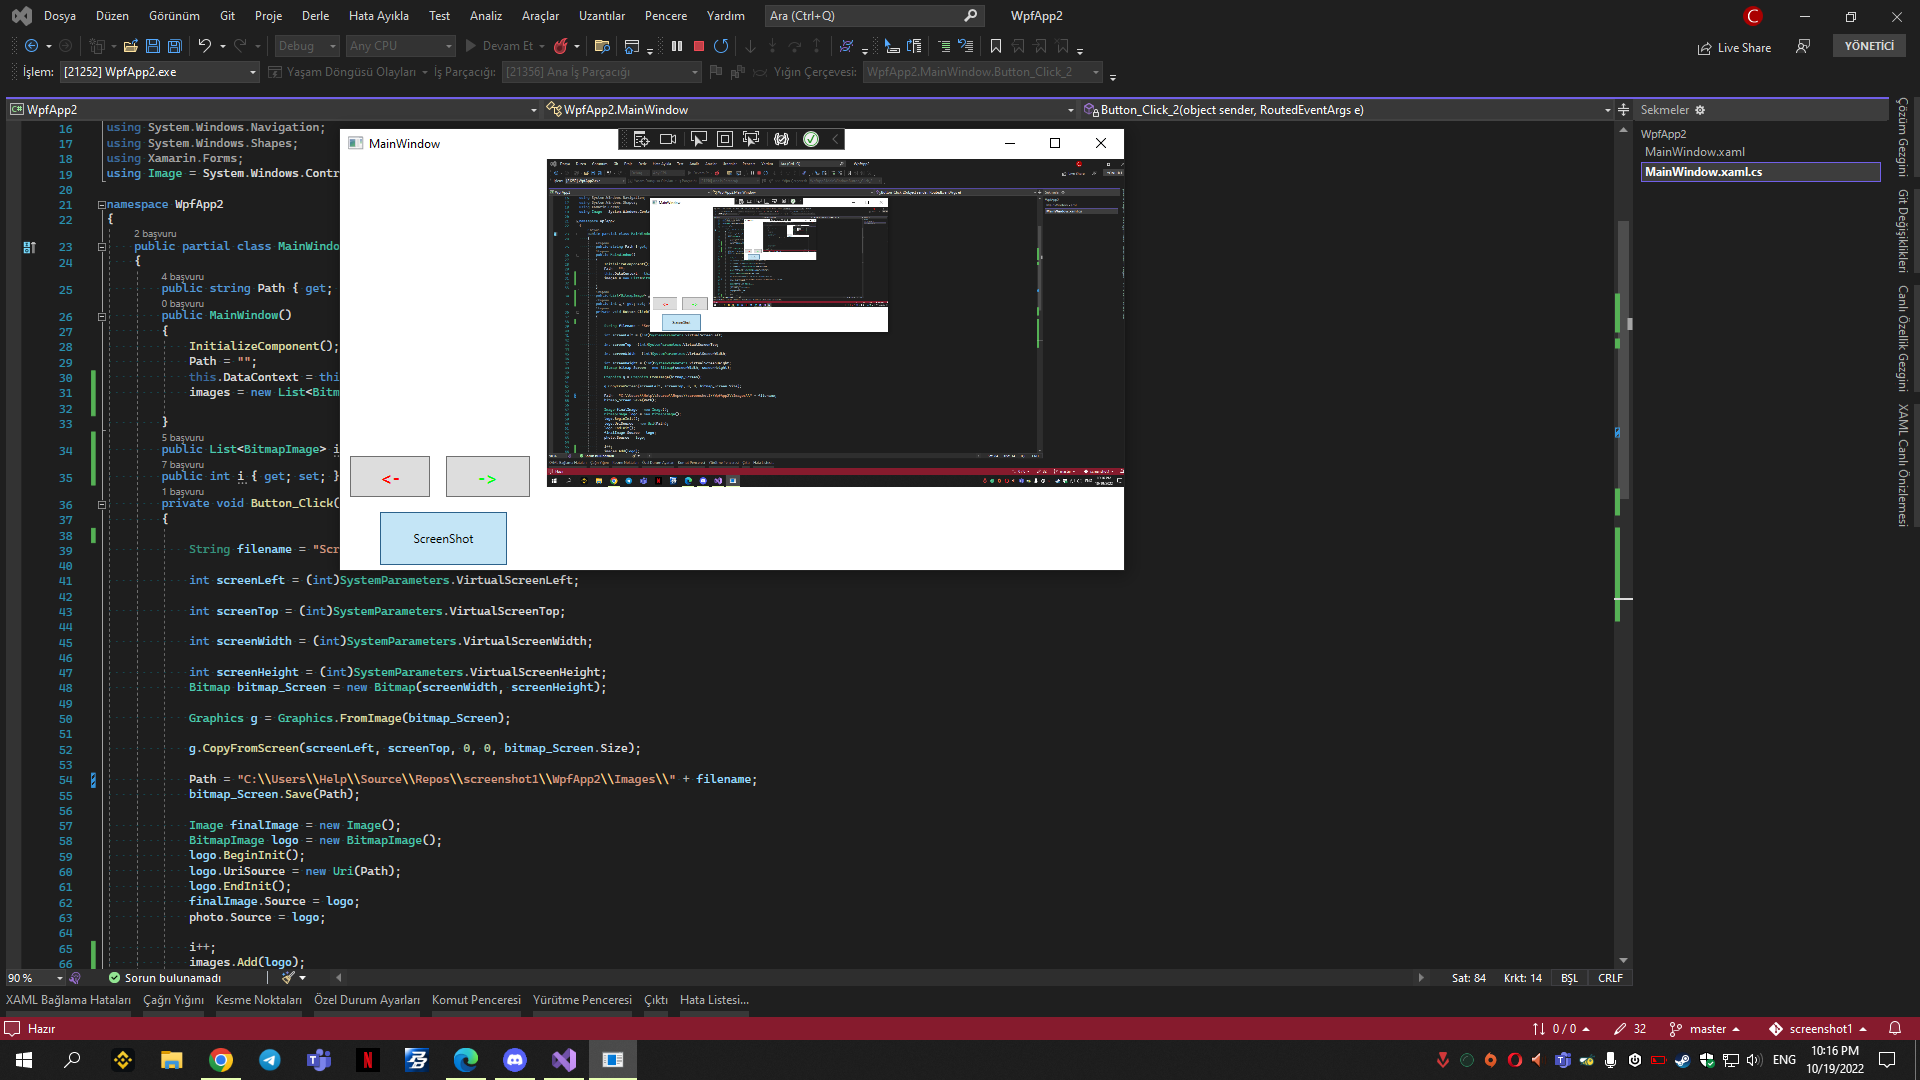 Dosya Düzen Görünüm Git Proje Derle Hata Ayıkla Test Analiz Araçlar Uzantılar Pencere Yardım Ara (Ctrl+Q) WpfApp2 C
Debug Any CPU Devam Et Live Share YÖNETİCİ
İşlem: [21252] WpfApp2.exe Yaşam Döngüsü Olayları İş Parçacığı: [21356] Ana İş Parçacığı Yığın Çerçevesi: WpfApp2.MainWindow.Button_Click_2
C# WpfApp2 WpfApp2.MainWindow Button_Click_2(object sender, RoutedEventArgs e)
16 using System.Windows.Navigation;
17 using System.Windows.Shapes;
18 using Xamarin.Forms;
19 using Image = System.Windows.Contr
20
21 namespace WpfApp2
22 {
2 başvuru
23 public partial class MainWindo
24 {
4 başvuru
25 public string Path { get;
0 başvuru
26 public MainWindow()
27 {
28 InitializeComponent();
29 Path = "";
30 this.DataContext = thi
31 images = new List<Bitm
32
33 }
5 başvuru
34 public List<BitmapImage> i
7 başvuru
35 public int i { get; set; }
1 başvuru
36 private void Button_Click(
37 {
38
39 String filename = "Scr
40
41 int screenLeft = (int)SystemParameters.VirtualScreenLeft;
42
43 int screenTop = (int)SystemParameters.VirtualScreenTop;
44
45 int screenWidth = (int)SystemParameters.VirtualScreenWidth;
46
47 int screenHeight = (int)SystemParameters.VirtualScreenHeight;
48 Bitmap bitmap_Screen = new Bitmap(screenWidth, screenHeight);
49
50 Graphics g = Graphics.FromImage(bitmap_Screen);
51
52 g.CopyFromScreen(screenLeft, screenTop, 0, 0, bitmap_Screen.Size);
53
54 Path = "C:\\Users\\Help\\Source\\Repos\\screenshot1\\WpfApp2\\Images\\" + filename;
55 bitmap_Screen.Save(Path);
56
57 Image finalImage = new Image();
58 BitmapImage logo = new BitmapImage();
59 logo.BeginInit();
60 logo.UriSource = new Uri(Path);
61 logo.EndInit();
62 finalImage.Source = logo;
63 photo.Source = logo;
64
65 i++;
66 images.Add(logo);
MainWindow
<- ->
ScreenShot
Sekmeler
WpfApp2
MainWindow.xaml
MainWindow.xaml.cs
Çözüm Gezgini
Git Değişiklikleri
Canlı Özellik Gezgini
XAML Canlı Önizlemesi
90 % Sorun bulunamadı Sat: 84 Krkt: 14 BŞL CRLF
XAML Bağlama Hataları Çağrı Yığını Kesme Noktaları Özel Durum Ayarları Komut Penceresi Yürütme Penceresi Çıktı Hata Listesi...
Hazır 0 / 0 32 master screenshot1
ENG 10:16 PM
10/19/2022